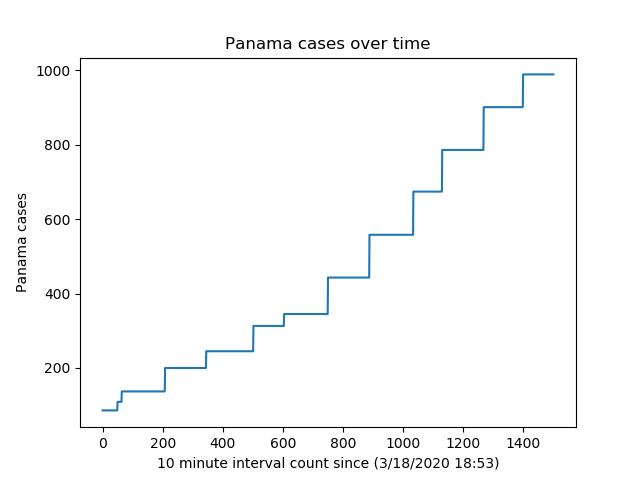 Panama cases over time
1000
800
600
400
200
Panama cases
0 200 400 600 800 1000 1200 1400
10 minute interval count since (3/18/2020 18:53)